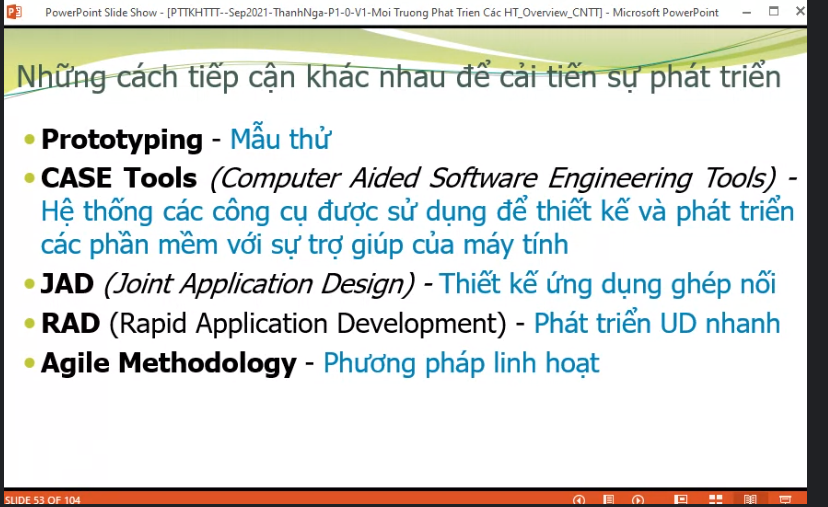 PowerPoint Slide Show - [PTTKHTTT--Sep2021-ThanhNga-P1-0-V1-Moi Truong Phat Trien Các HT_Overview_CNTT] - Microsoft PowerPoint
Những cách tiếp cận khác nhau để cải tiến sự phát triển
• Prototyping - Mẫu thử
• CASE Tools (Computer Aided Software Engineering Tools) -
Hệ thống các công cụ được sử dụng để thiết kế và phát triển
các phần mềm với sự trợ giúp của máy tính
• JAD (Joint Application Design) - Thiết kế ứng dụng ghép nối
• RAD (Rapid Application Development) - Phát triển UD nhanh
• Agile Methodology - Phương pháp linh hoạt
SLIDE 53 OF 104